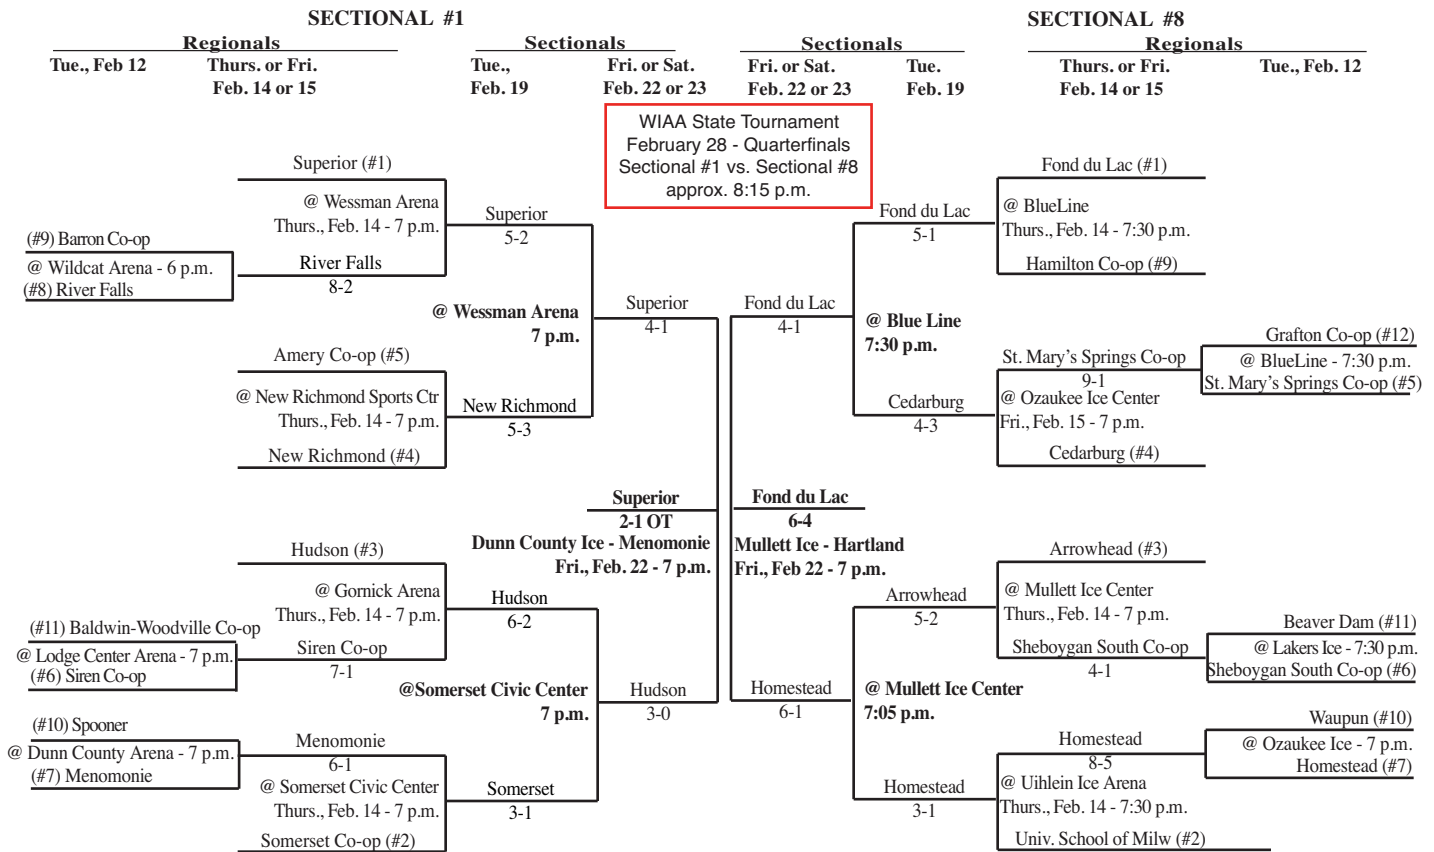 SECTIONAL #1
SECTIONAL #8
Regionals
Sectionals
Sectionals
Regionals
Tue., Feb 12
Thurs. or Fri.
Feb. 14 or 15
Tue.,
Feb. 19
Fri. or Sat.
Feb. 22 or 23
Fri. or Sat.
Feb. 22 or 23
Tue.
Feb. 19
Thurs. or Fri.
Feb. 14 or 15
Tue., Feb. 12
WIAA State Tournament
February 28 - Quarterfinals
Sectional #1 vs. Sectional #8
approx. 8:15 p.m.
Superior (#1)
@ Wessman Arena
Thurs., Feb. 14 - 7 p.m.
(#9) Barron Co-op
@ Wildcat Arena - 6 p.m.
(#8) River Falls
River Falls
8-2
Superior
5-2
@ Wessman Arena
7 p.m.
Superior
4-1
Amery Co-op (#5)
@ New Richmond Sports Ctr
Thurs., Feb. 14 - 7 p.m.
New Richmond (#4)
New Richmond
5-3
Superior
2-1 OT
Dunn County Ice - Menomonie
Fri., Feb. 22 - 7 p.m.
Hudson (#3)
@ Gornick Arena
Thurs., Feb. 14 - 7 p.m.
(#11) Baldwin-Woodville Co-op
@ Lodge Center Arena - 7 p.m.
(#6) Siren Co-op
Siren Co-op
7-1
Hudson
6-2
@Somerset Civic Center
7 p.m.
Hudson
3-0
(#10) Spooner
@ Dunn County Arena - 7 p.m.
(#7) Menomonie
Menomonie
6-1
@ Somerset Civic Center
Thurs., Feb. 14 - 7 p.m.
Somerset Co-op (#2)
Somerset
3-1
Fond du Lac (#1)
@ BlueLine
Thurs., Feb. 14 - 7:30 p.m.
Hamilton Co-op (#9)
Fond du Lac
5-1
Fond du Lac
4-1
@ Blue Line
7:30 p.m.
Grafton Co-op (#12)
@ BlueLine - 7:30 p.m.
St. Mary's Springs Co-op (#5)
St. Mary's Springs Co-op
9-1
@ Ozaukee Ice Center
Fri., Feb. 15 - 7 p.m.
Cedarburg (#4)
Cedarburg
4-3
Fond du Lac
6-4
Mullett Ice - Hartland
Fri., Feb 22 - 7 p.m.
Arrowhead (#3)
@ Mullett Ice Center
Thurs., Feb. 14 - 7 p.m.
Beaver Dam (#11)
@ Lakers Ice - 7:30 p.m.
Sheboygan South Co-op (#6)
Sheboygan South Co-op
4-1
Arrowhead
5-2
@ Mullett Ice Center
7:05 p.m.
Homestead
6-1
Waupun (#10)
@ Ozaukee Ice - 7 p.m.
Homestead (#7)
Homestead
8-5
@ Uihlein Ice Arena
Thurs., Feb. 14 - 7:30 p.m.
Univ. School of Milw (#2)
Homestead
3-1